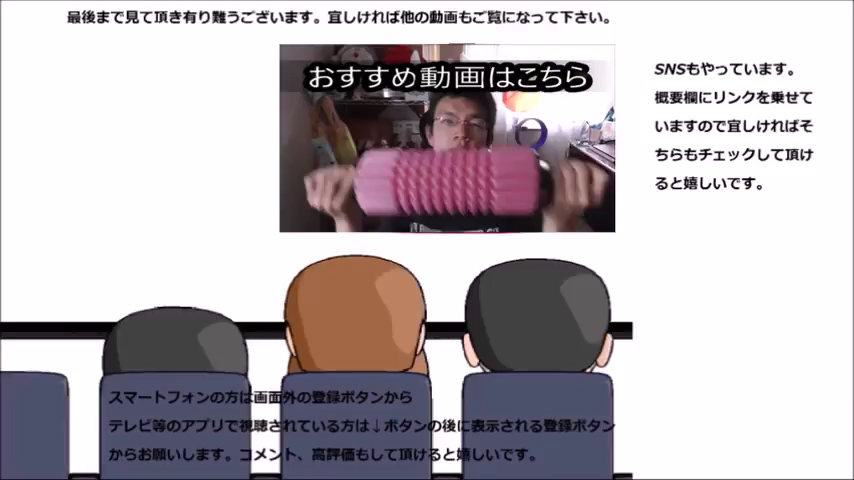 最後まで見て頂き有り難うございます。宜しければ他の動画もご覧になって下さい。
おすすめ動画はこちら
SNSもやっています。
概要欄にリンクを乗せて
いますので宜しければそ
ちらもチェックして頂け
ると嬉しいです。
スマートフォンの方は画面外の登録ボタンから
テレビ等のアプリで視聴されている方は↓ボタンの後に表示される登録ボタン
からお願いします。コメント、高評価もして頂けると嬉しいです。